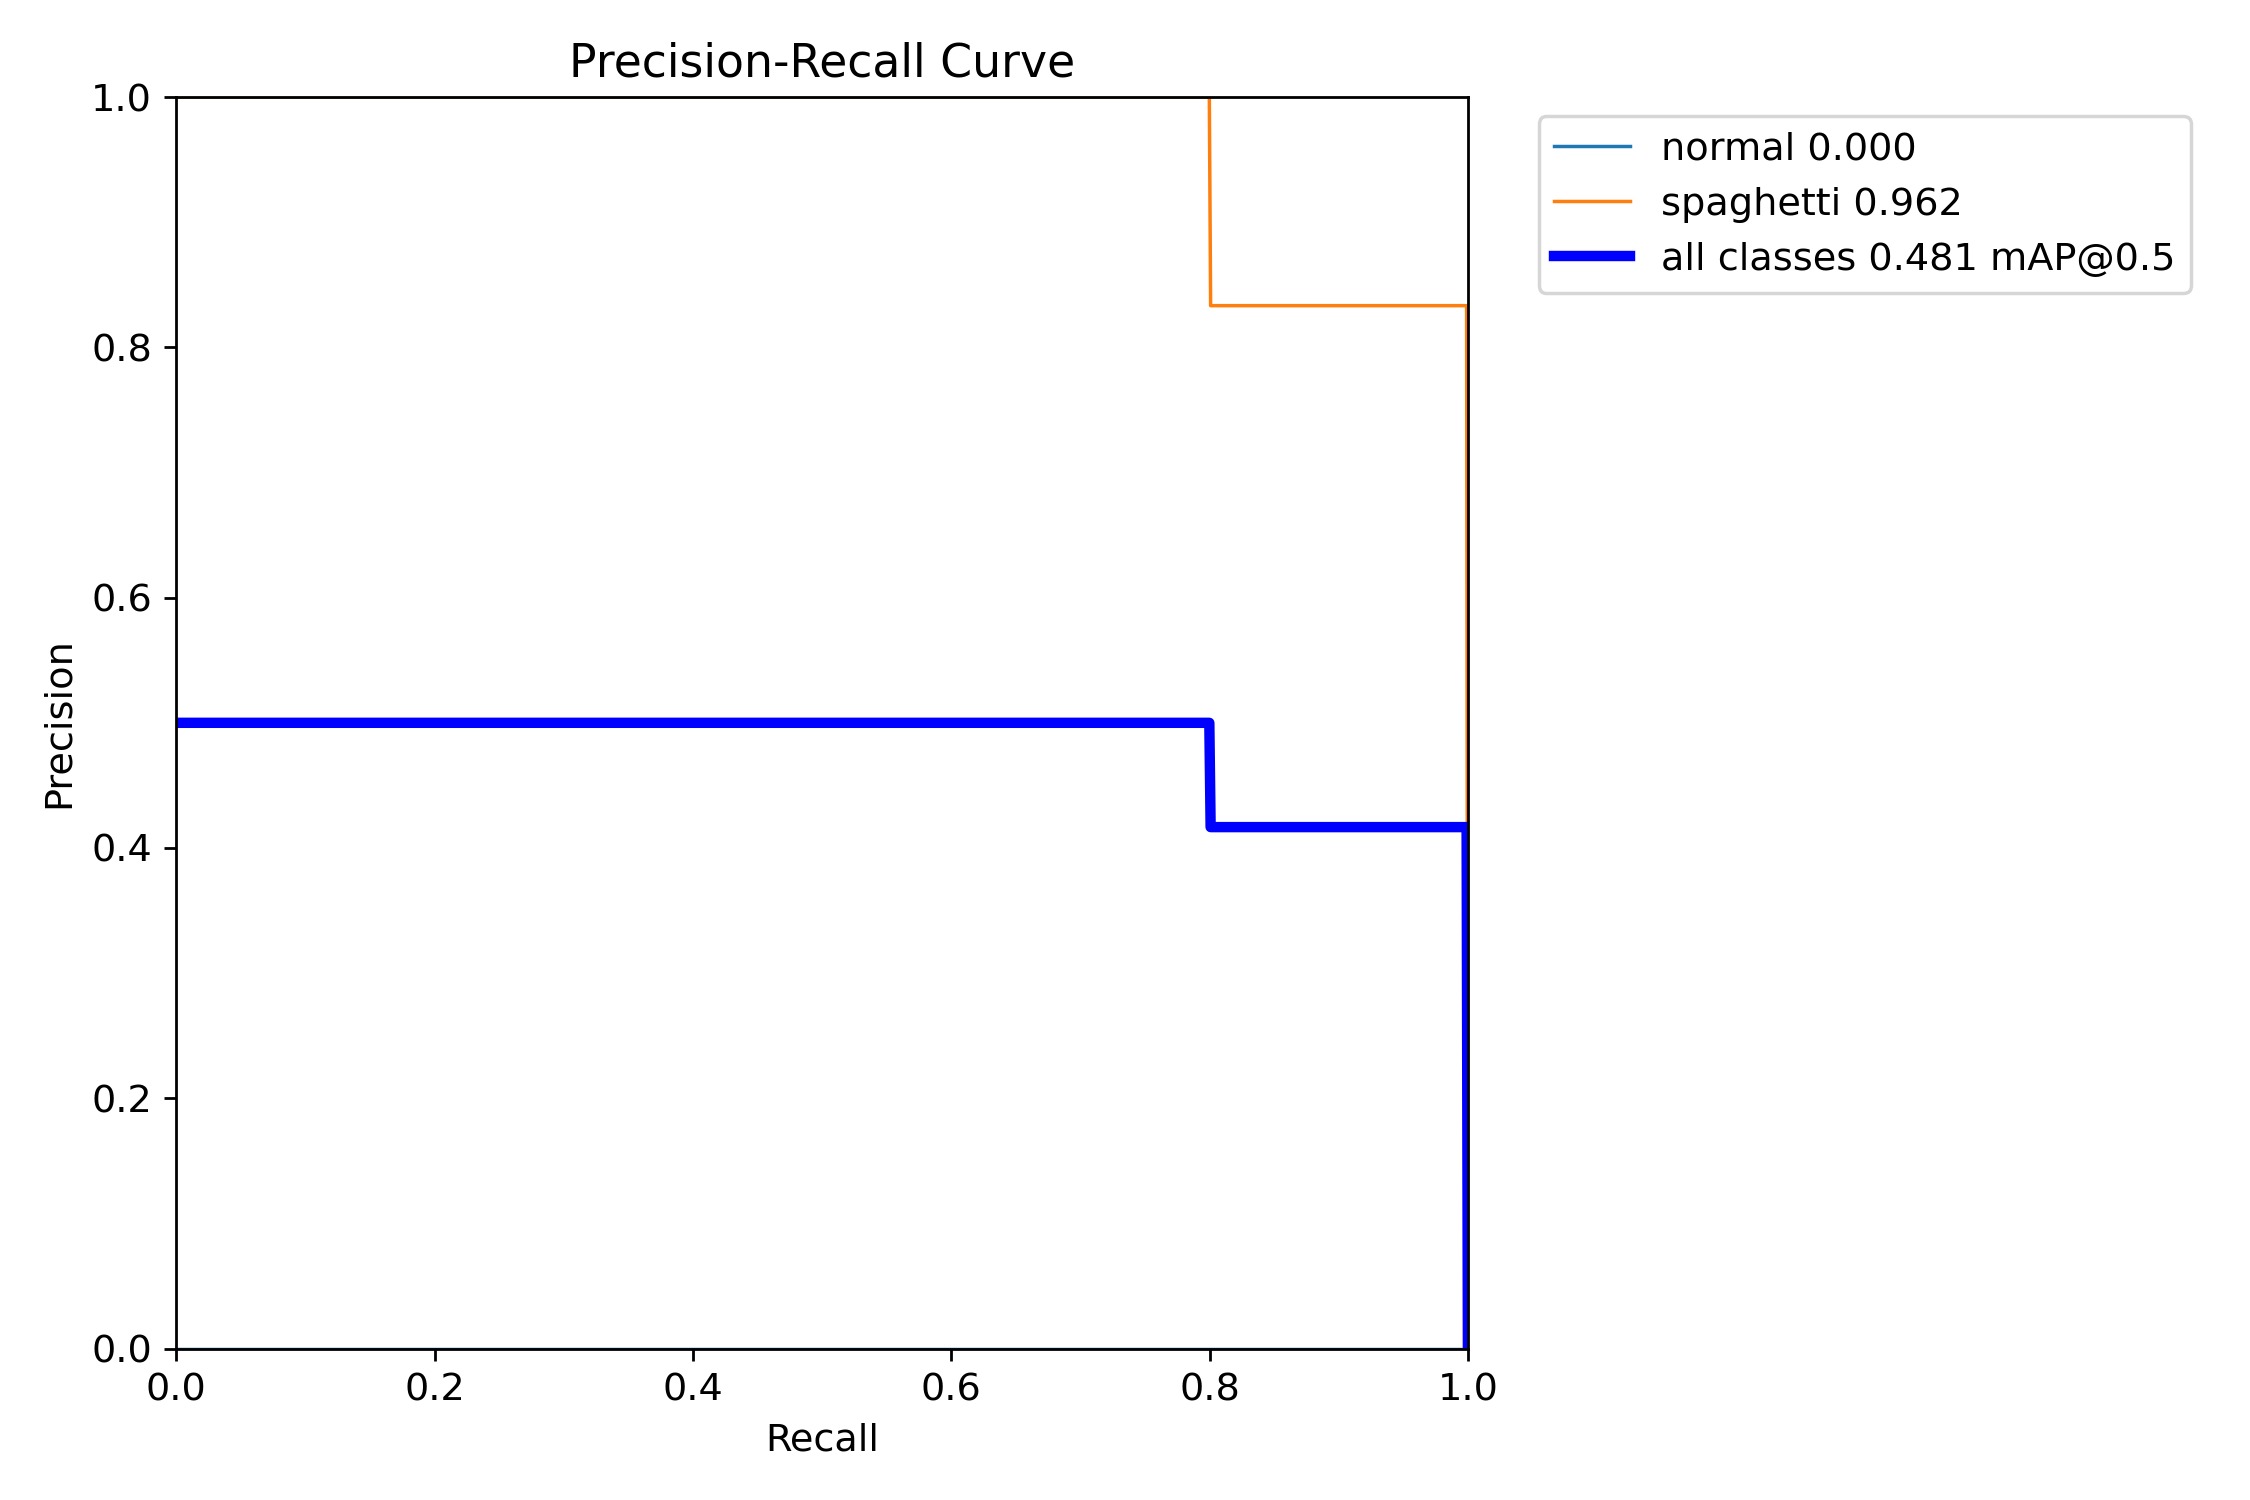 Precision-Recall Curve
1.0
0.8
0.6
0.4
0.2
0.0
Precision
0.0 0.2 0.4 0.6 0.8 1.0
Recall
normal 0.000
spaghetti 0.962
all classes 0.481 mAP@0.5